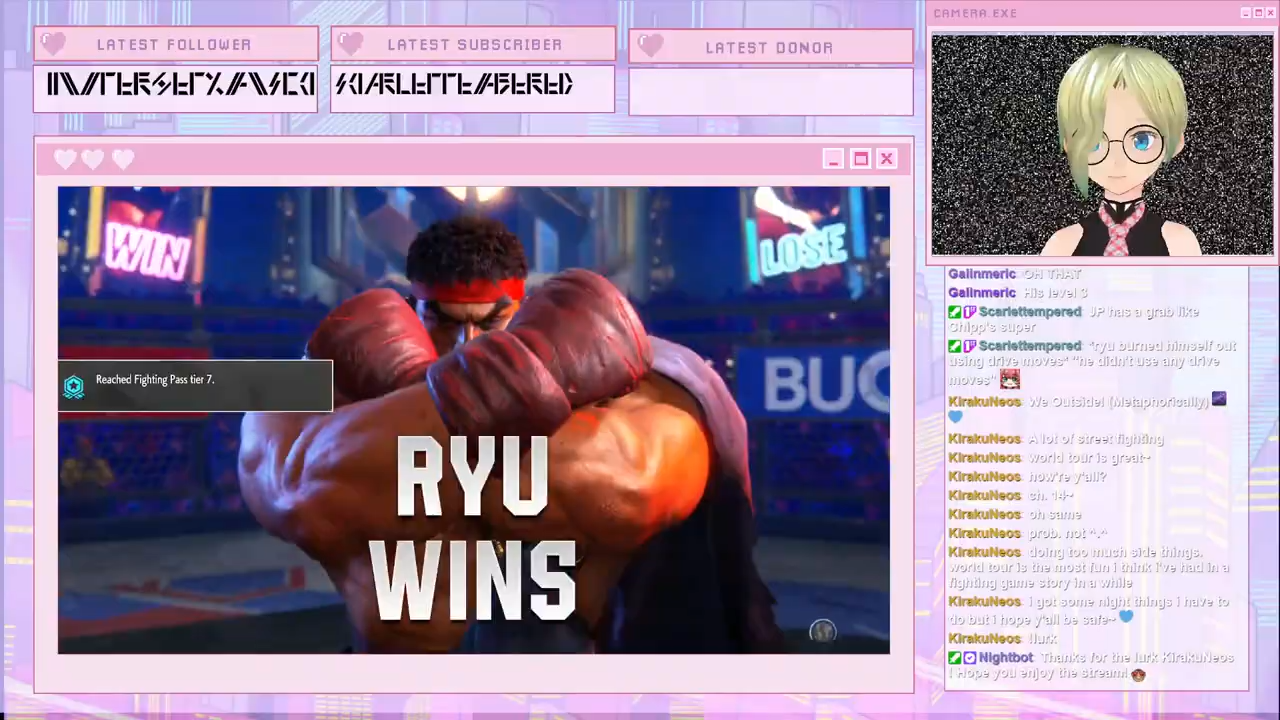 CAMERA.EXE
LATEST FOLLOWER
LATEST SUBSCRIBER
LATEST DONOR
SCARLETTEMPERED
WIN
LOSE
BUC
Reached Fighting Pass tier 7.
RYU
WINS
Galinmeric OH THAT
Galinmeric His level 3
Scarlettempered JP has a grab like
Chipp's super
Scarlettempered "ryu burned himself out
using drive moves" "he didn't use any drive
moves"
KirakuNeos We Outside! (Metaphorically)
KirakuNeos A lot of street fighting
KirakuNeos world tour is great~
KirakuNeos how're y'all?
KirakuNeos ch. 14~
KirakuNeos oh same
KirakuNeos prob. not ^.^
KirakuNeos doing too much side things.
world tour is the most fun i think i've had in a
fighting game story in a while
KirakuNeos i got some night things i have to
do but i hope y'all be safe~
KirakuNeos !lurk
Nightbot Thanks for the lurk KirakuNeos
! Hope you enjoy the stream!